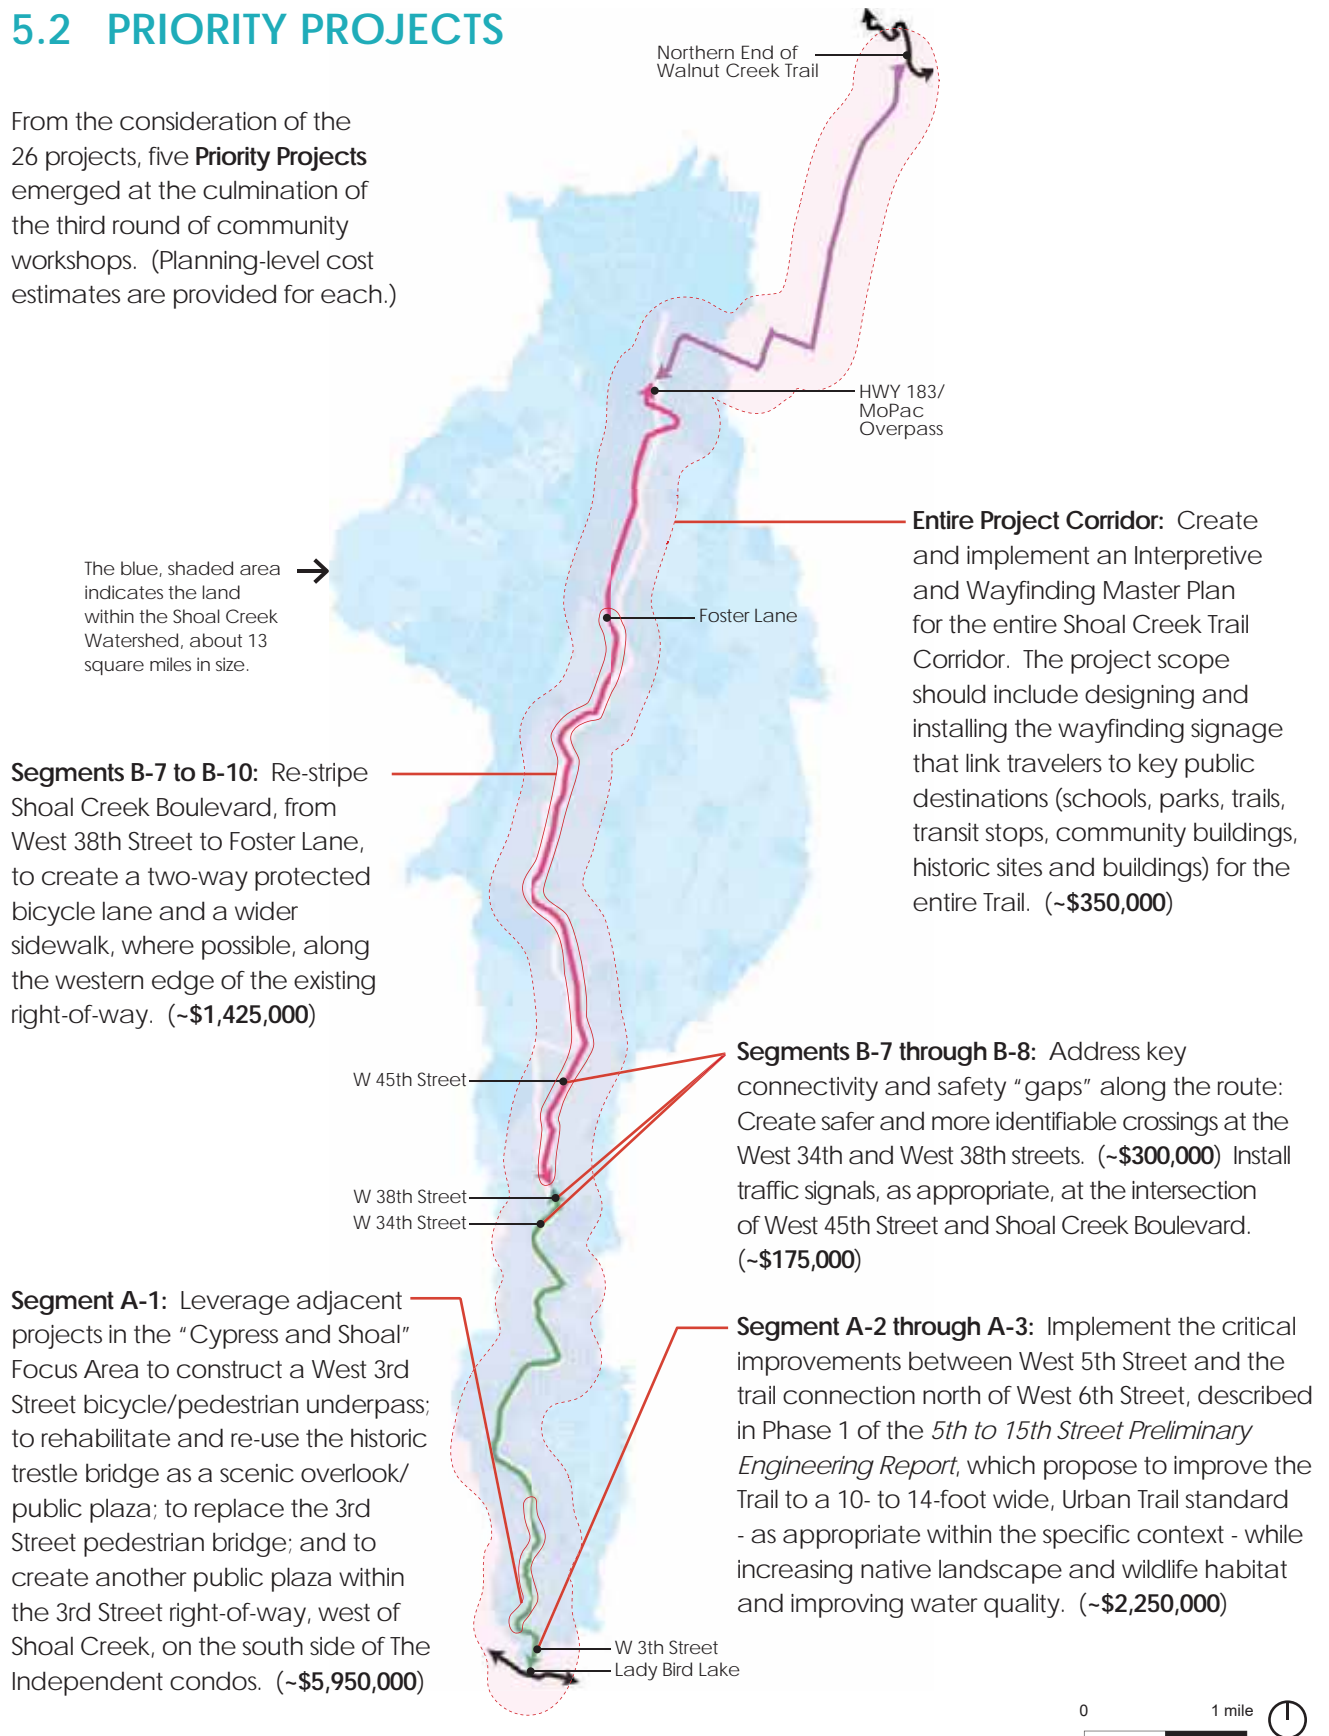 5.2 PRIORITY PROJECTS
From the consideration of the
26 projects, five Priority Projects
emerged at the culmination of
the third round of community
workshops. (Planning-level cost
estimates are provided for each.)
Northern End of
Walnut Creek Trail
HWY 183/
MoPac
Overpass
The blue, shaded area
indicates the land
within the Shoal Creek
Watershed, about 13
square miles in size.
Foster Lane
Entire Project Corridor: Create
and implement an Interpretive
and Wayfinding Master Plan
for the entire Shoal Creek Trail
Corridor. The project scope
should include designing and
installing the wayfinding signage
that link travelers to key public
destinations (schools, parks, trails,
transit stops, community buildings,
historic sites and buildings) for the
entire Trail. (~$350,000)
Segments B-7 to B-10: Re-stripe
Shoal Creek Boulevard, from
West 38th Street to Foster Lane,
to create a two-way protected
bicycle lane and a wider
sidewalk, where possible, along
the western edge of the existing
right-of-way. (~$1,425,000)
W 45th Street
W 38th Street
W 34th Street
Segments B-7 through B-8: Address key
connectivity and safety "gaps" along the route:
Create safer and more identifiable crossings at the
West 34th and West 38th streets. (~$300,000) Install
traffic signals, as appropriate, at the intersection
of West 45th Street and Shoal Creek Boulevard.
(~$175,000)
Segment A-1: Leverage adjacent
projects in the "Cypress and Shoal"
Focus Area to construct a West 3rd
Street bicycle/pedestrian underpass;
to rehabilitate and re-use the historic
trestle bridge as a scenic overlook/
public plaza; to replace the 3rd
Street pedestrian bridge; and to
create another public plaza within
the 3rd Street right-of-way, west of
Shoal Creek, on the south side of The
Independent condos. (~$5,950,000)
Segment A-2 through A-3: Implement the critical
improvements between West 5th Street and the
trail connection north of West 6th Street, described
in Phase 1 of the 5th to 15th Street Preliminary
Engineering Report, which propose to improve the
Trail to a 10- to 14-foot wide, Urban Trail standard
- as appropriate within the specific context - while
increasing native landscape and wildlife habitat
and improving water quality. (~$2,250,000)
W 3th Street
Lady Bird Lake
0 1 mile